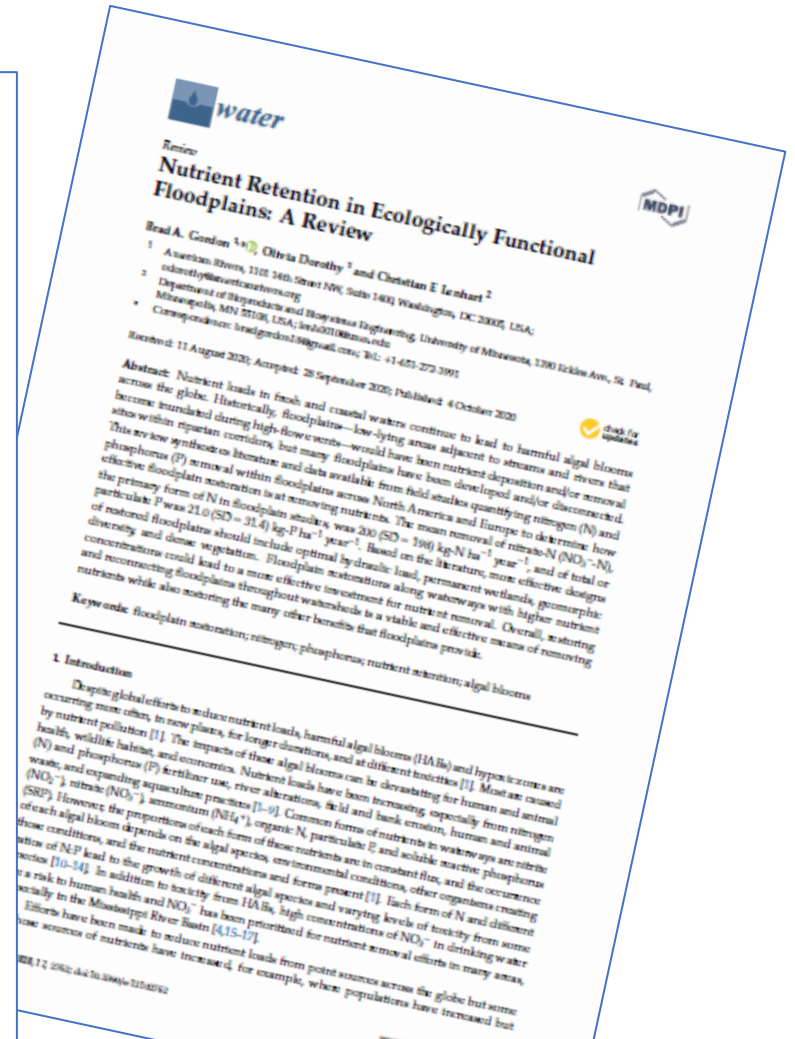 water
Review
Nutrient Retention in Ecologically Functional
Floodplains: A Review
MDPI
Brad A. Gordon 1,*, Olivia Dorothy 1 and Christian F. Lenhart 2
1 American Rivers, 1101 14th Street NW, Suite 1400, Washington, DC 20005, USA;
odorothy@americanrivers.org
2 Department of Bioproducts and Biosystems Engineering, University of Minnesota, 1390 Eckles Ave., St. Paul,
Minneapolis, MN 55108, USA;
* Correspondence: Tel.: +1-651-272-3991
Received: 11 August 2020; Accepted: 28 September 2020; Published: 4 October 2020
check for
updates
Abstract: Nutrient loads in fresh and coastal waters continue to lead to harmful algal blooms
across the globe. Historically, floodplains—low-lying areas adjacent to streams and rivers that
become inundated during high-flow events—would have been nutrient deposition and/or removal
sites within riparian corridors, but many floodplains have been developed and/or disconnected.
This review synthesizes literature and data available from field studies quantifying nitrogen (N) and
phosphorus (P) removal within floodplains across North America and Europe to determine how
effective floodplain restoration is at removing nutrients. The mean removal of nitrate-N (NO₃⁻-N),
the primary form of N in floodplain studies, was 200 (SD = 198) kg-N ha⁻¹ year⁻¹, and of total or
particulate P was 21.0 (SD = 31.4) kg-P ha⁻¹ year⁻¹. Based on the literature, more effective designs
of restored floodplains should include optimal hydraulic load, permanent wetlands, geomorphic
diversity, and dense vegetation. Floodplain restorations along waterways with higher nutrient
concentrations could lead to a more effective investment for nutrient removal. Overall, restoring
and reconnecting floodplains throughout watersheds is a viable and effective means of removing
nutrients while also restoring the many other benefits that floodplains provide.
Keywords: floodplain restoration; nitrogen; phosphorus; nutrient retention; algal blooms
1. Introduction
Despite global efforts to reduce nutrient loads, harmful algal blooms (HABs) and hypoxic zones are
occurring more often, in new places, for longer durations, and at different toxicities [1]. Most are caused
by nutrient pollution [1]. The impacts of these algal blooms can be devastating for human and animal
health, wildlife habitat, and economics. Nutrient loads have been increasing, especially from nitrogen
(N) and phosphorus (P) fertilizer use, river alterations, field and bank erosion, human and animal
waste, and expanding aquaculture practices Common forms of nutrients in waterways are nitrite
(NO₂⁻), nitrate (NO₃⁻), ammonium (NH₄⁺), organic N, particulate P, and soluble reactive phosphorus
(SRP). However, the proportions of each form of these nutrients are in constant flux, and the occurrence
of each algal bloom depends on the algal species, environmental conditions, other organisms creating
those conditions, and the nutrient concentrations and forms present [1]. Each form of N and different
ratios of N:P lead to the growth of different algal species and varying levels of toxicity from some
species [10–14]. In addition to toxicity from HABs, high concentrations of NO₃⁻ in drinking water
a risk to human health and NO₃⁻ has been prioritized for nutrient removal efforts in many areas,
especially in the Mississippi River Basin [4,15–17].
Efforts have been made to reduce nutrient loads from point sources across the globe but some
those sources of nutrients have increased, for example, where populations have increased but